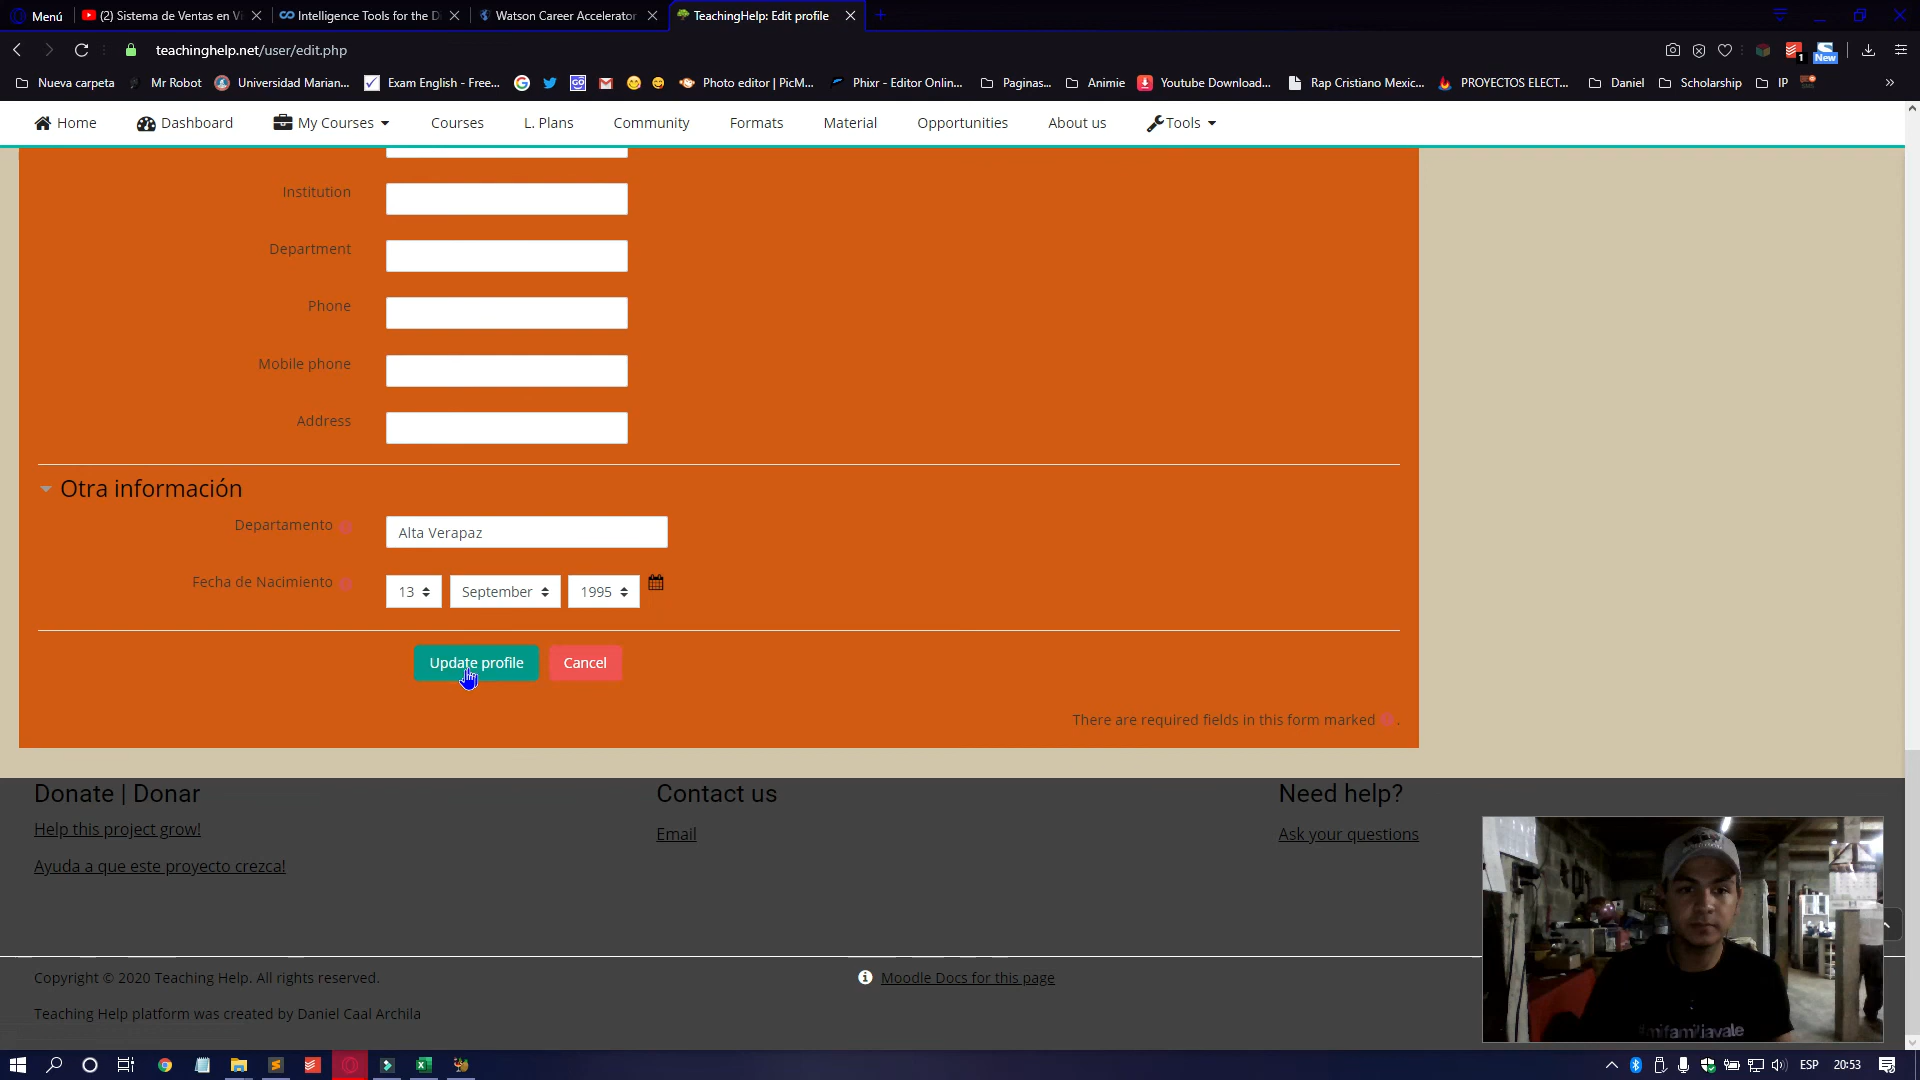 Menú
(2) Sistema de Ventas en Vi
Intelligence Tools for the D
Watson Career Accelerator
TeachingHelp: Edit profile
teachinghelp.net/user/edit.php
1
New
Nueva carpeta
Mr Robot
Universidad Marian...
Exam English - Free...
Photo editor | PicM...
Phixr - Editor Onlin...
Paginas...
Animie
Youtube Download...
Rap Cristiano Mexic...
PROYECTOS ELECT...
Daniel
Scholarship
IP
»
Home
Dashboard
My Courses
Courses
L. Plans
Community
Formats
Material
Opportunities
About us
Tools
Institution
Department
Phone
Mobile phone
Address
Otra información
Departamento
Alta Verapaz
Fecha de Nacimiento
13
September
1995
Update profile
Cancel
There are required fields in this form marked .
Donate | Donar
Help this project grow!
Ayuda a que este proyecto crezca!
Contact us
Email
Need help?
Ask your questions
Copyright © 2020 Teaching Help. All rights reserved.
Moodle Docs for this page
Teaching Help platform was created by Daniel Caal Archila
#mifamiliavale
ESP
20:53